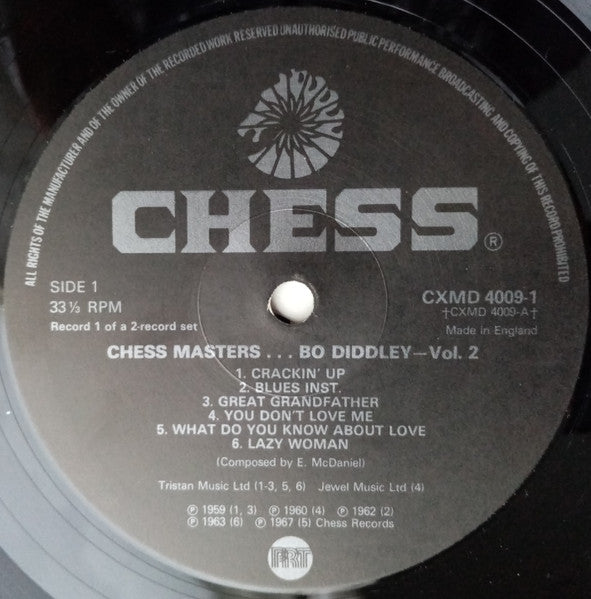 ALL RIGHTS OF THE MANUFACTURER AND OF THE OWNER OF THE RECORDED WORK RESERVED UNAUTHORISED PUBLIC PERFORMANCE BROADCASTING AND COPYING OF THIS RECORD PROHIBITED
CHESS®
SIDE 1
33⅓ RPM
Record 1 of a 2-record set
CXMD 4009-1
†CXMD 4009-A†
Made in England
CHESS MASTERS . . . BO DIDDLEY—Vol. 2
1. CRACKIN' UP
2. BLUES INST.
3. GREAT GRANDFATHER
4. YOU DON'T LOVE ME
5. WHAT DO YOU KNOW ABOUT LOVE
6. LAZY WOMAN
(Composed by E. McDaniel)
Tristan Music Ltd (1-3, 5, 6) Jewel Music Ltd (4)
℗ 1959 (1, 3) ℗ 1960 (4) ℗ 1962 (2)
℗ 1963 (6) ℗ 1967 (5) Chess Records
PRT